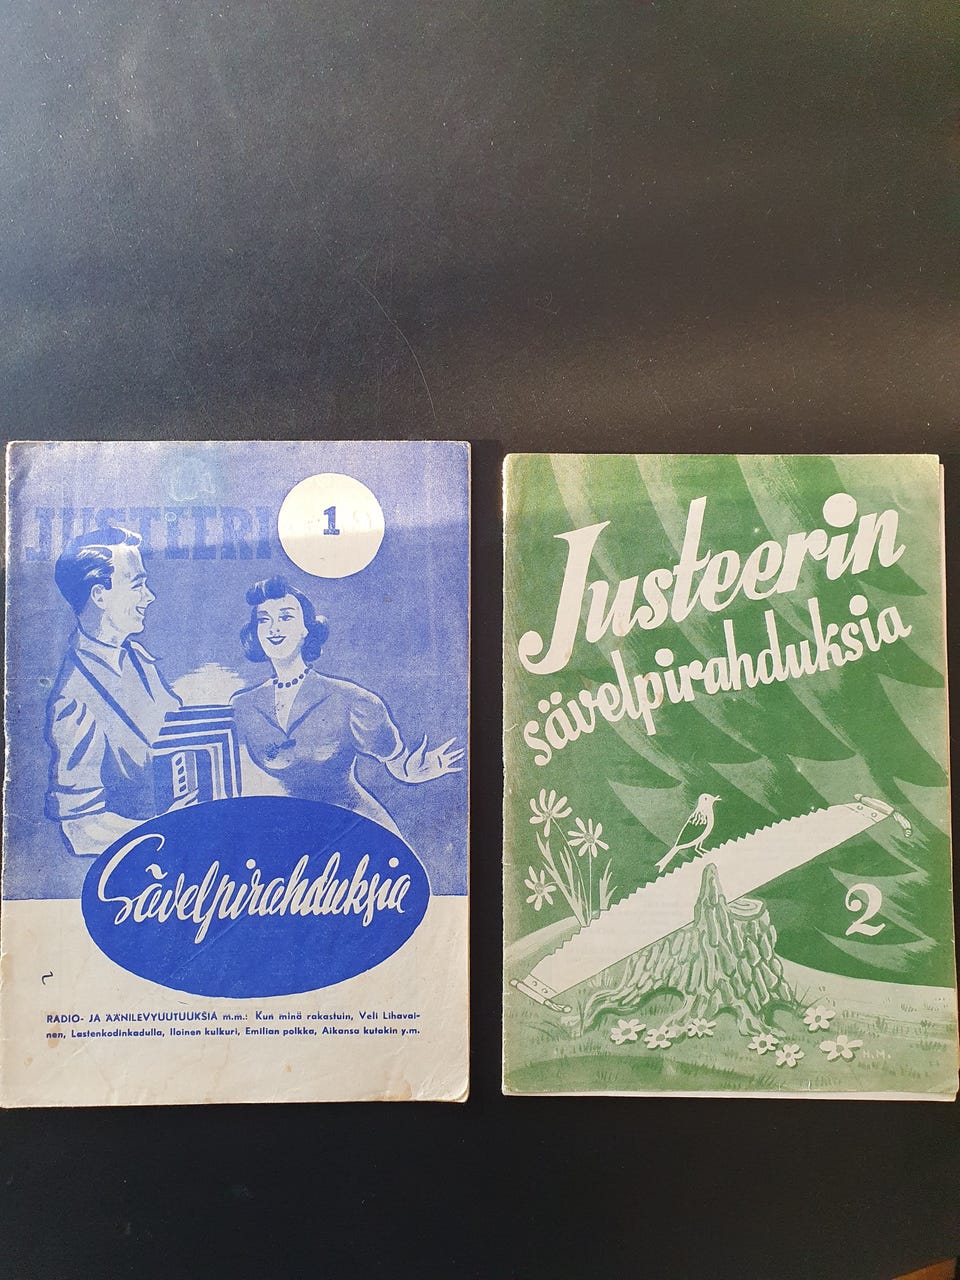 JUSTEERI
1
Sävelpirahduksia
RADIO- JA ÄÄNILEVYUUTUUKSIA m.m.: Kun minä rakastuin, Veli Lihavai-
nen, Lastenkodinkadulla, Iloinen kulkuri, Emilian polkka, Aikansa kutakin y.m.
Justeerin
sävelpirahduksia
2
H.M.